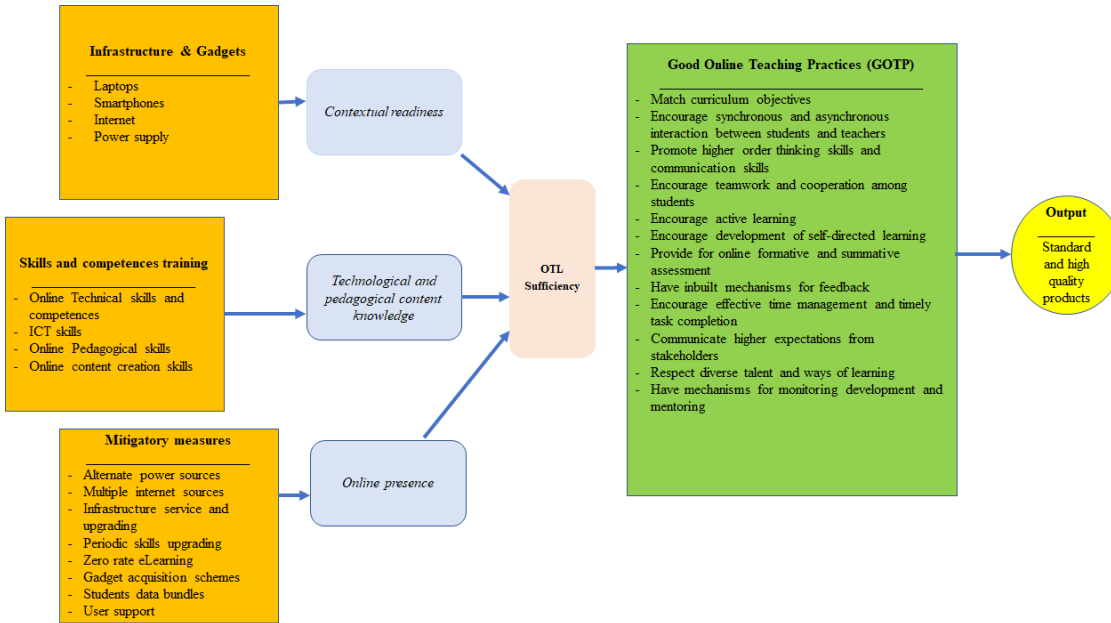 Infrastructure & Gadgets
- Laptops
- Smartphones
- Internet
- Power supply
Contextual readiness
Skills and competences training
- Online Technical skills and
competences
- ICT skills
- Online Pedagogical skills
- Online content creation skills
Technological and
pedagogical content
knowledge
Mitigatory measures
- Alternate power sources
- Multiple internet sources
- Infrastructure service and
upgrading
- Periodic skills upgrading
- Zero rate eLearning
- Gadget acquisition schemes
- Students data bundles
- User support
Online presence
OTL
Sufficiency
Good Online Teaching Practices (GOTP)
- Match curriculum objectives
- Encourage synchronous and asynchronous
interaction between students and teachers
- Promote higher order thinking skills and
communication skills
- Encourage teamwork and cooperation among
students
- Encourage active learning
- Encourage development of self-directed learning
- Provide for online formative and summative
assessment
- Have inbuilt mechanisms for feedback
- Encourage effective time management and timely
task completion
- Communicate higher expectations from
stakeholders
- Respect diverse talent and ways of learning
- Have mechanisms for monitoring development and
mentoring
Output
Standard
and high
quality
products